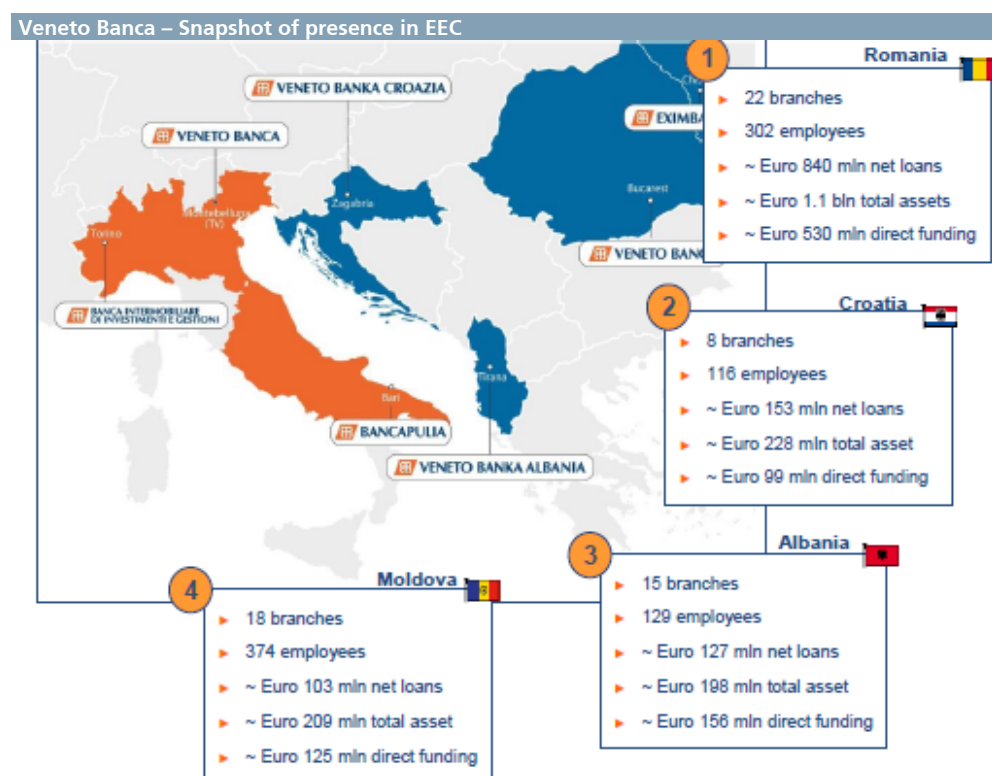 Veneto Banca – Snapshot of presence in EEC
VENETO BANKA CROAZIA
VENETO BANCA
Montebelluna
(TV)
Zagabria
Torino
BANCA INTERMOBILIARE
DI INVESTIMENTI E GESTIONI
Bari
BANCAPULIA
Tirana
VENETO BANKA ALBANIA
EXIMBA
Bucarest
VENETO BANC
1
Romania
22 branches
302 employees
~ Euro 840 mln net loans
~ Euro 1.1 bln total assets
~ Euro 530 mln direct funding
2
Croatia
8 branches
116 employees
~ Euro 153 mln net loans
~ Euro 228 mln total asset
~ Euro 99 mln direct funding
3
Albania
15 branches
129 employees
~ Euro 127 mln net loans
~ Euro 198 mln total asset
~ Euro 156 mln direct funding
4
Moldova
18 branches
374 employees
~ Euro 103 mln net loans
~ Euro 209 mln total asset
~ Euro 125 mln direct funding